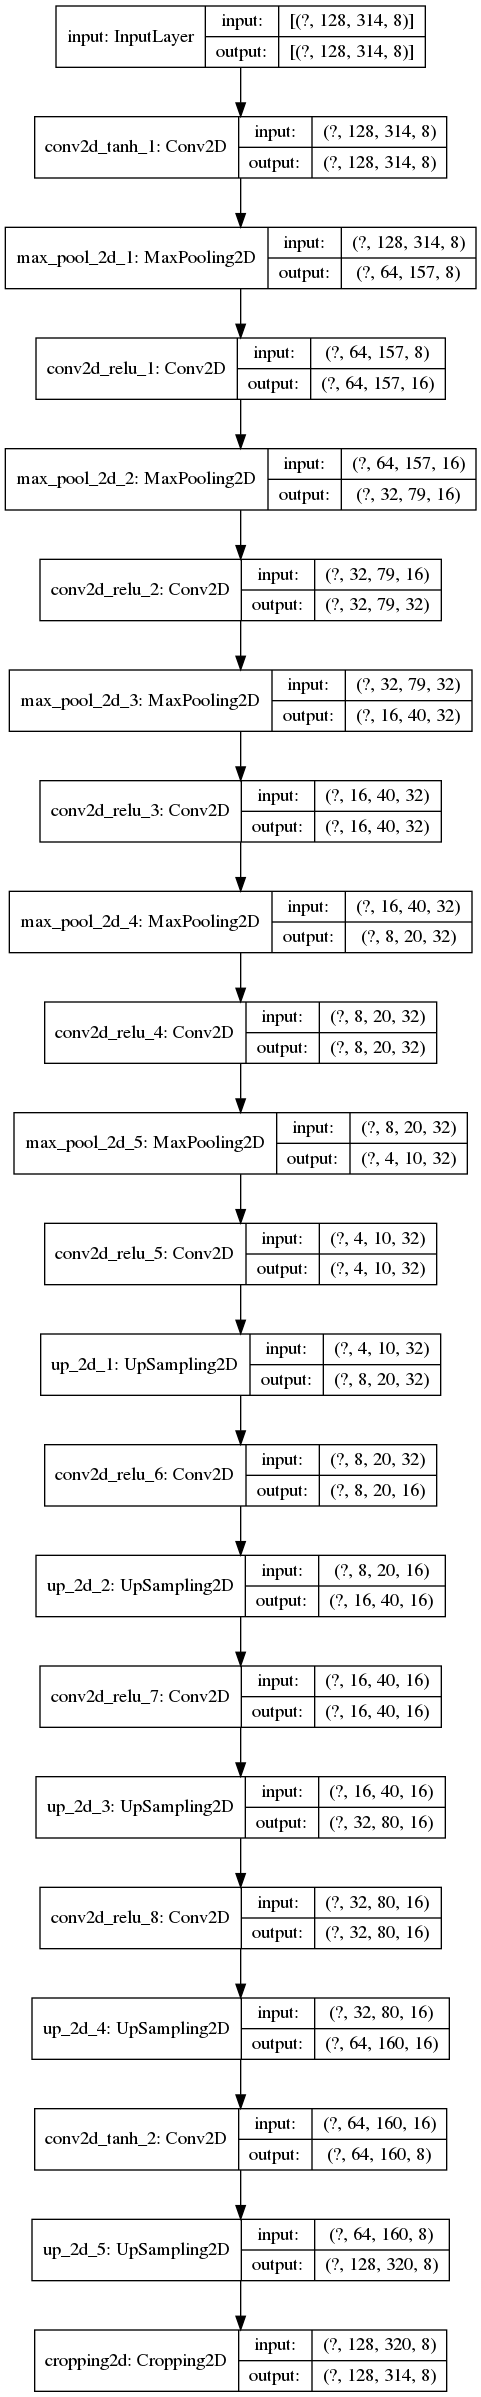 input: InputLayer
input: [(?, 128, 314, 8)]
output: [(?, 128, 314, 8)]
conv2d_tanh_1: Conv2D
input: (?, 128, 314, 8)
output: (?, 128, 314, 8)
max_pool_2d_1: MaxPooling2D
input: (?, 128, 314, 8)
output: (?, 64, 157, 8)
conv2d_relu_1: Conv2D
input: (?, 64, 157, 8)
output: (?, 64, 157, 16)
max_pool_2d_2: MaxPooling2D
input: (?, 64, 157, 16)
output: (?, 32, 79, 16)
conv2d_relu_2: Conv2D
input: (?, 32, 79, 16)
output: (?, 32, 79, 32)
max_pool_2d_3: MaxPooling2D
input: (?, 32, 79, 32)
output: (?, 16, 40, 32)
conv2d_relu_3: Conv2D
input: (?, 16, 40, 32)
output: (?, 16, 40, 32)
max_pool_2d_4: MaxPooling2D
input: (?, 16, 40, 32)
output: (?, 8, 20, 32)
conv2d_relu_4: Conv2D
input: (?, 8, 20, 32)
output: (?, 8, 20, 32)
max_pool_2d_5: MaxPooling2D
input: (?, 8, 20, 32)
output: (?, 4, 10, 32)
conv2d_relu_5: Conv2D
input: (?, 4, 10, 32)
output: (?, 4, 10, 32)
up_2d_1: UpSampling2D
input: (?, 4, 10, 32)
output: (?, 8, 20, 32)
conv2d_relu_6: Conv2D
input: (?, 8, 20, 32)
output: (?, 8, 20, 16)
up_2d_2: UpSampling2D
input: (?, 8, 20, 16)
output: (?, 16, 40, 16)
conv2d_relu_7: Conv2D
input: (?, 16, 40, 16)
output: (?, 16, 40, 16)
up_2d_3: UpSampling2D
input: (?, 16, 40, 16)
output: (?, 32, 80, 16)
conv2d_relu_8: Conv2D
input: (?, 32, 80, 16)
output: (?, 32, 80, 16)
up_2d_4: UpSampling2D
input: (?, 32, 80, 16)
output: (?, 64, 160, 16)
conv2d_tanh_2: Conv2D
input: (?, 64, 160, 16)
output: (?, 64, 160, 8)
up_2d_5: UpSampling2D
input: (?, 64, 160, 8)
output: (?, 128, 320, 8)
cropping2d: Cropping2D
input: (?, 128, 320, 8)
output: (?, 128, 314, 8)